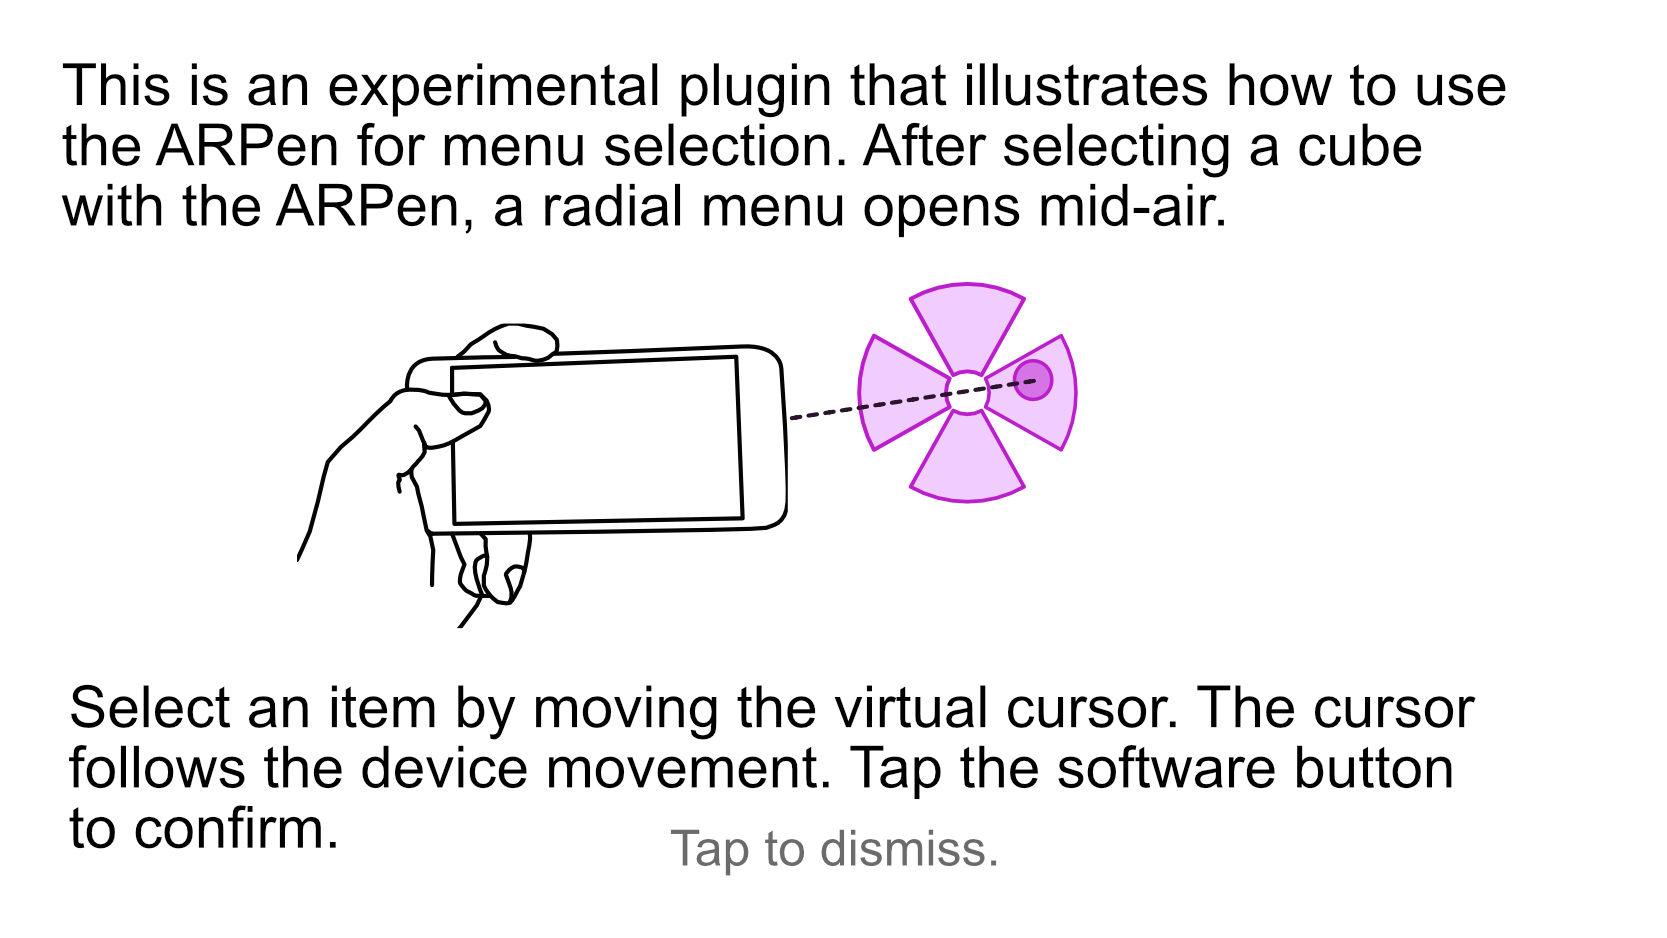 This is an experimental plugin that illustrates how to use
the ARPen for menu selection. After selecting a cube
with the ARPen, a radial menu opens mid-air.
Select an item by moving the virtual cursor. The cursor
follows the device movement. Tap the software button
to confirm.
Tap to dismiss.